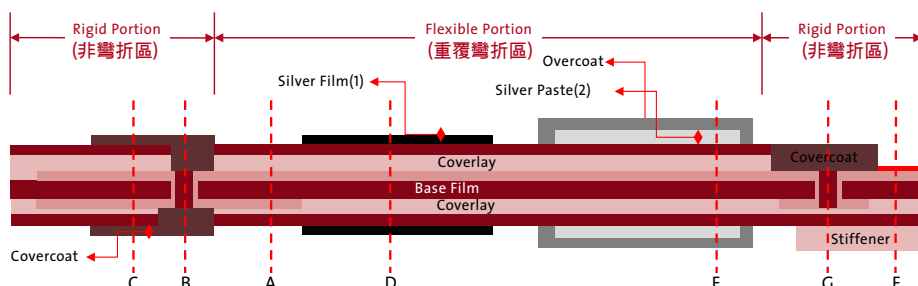 Rigid Portion
(非彎折區)
Flexible Portion
(重覆彎折區)
Rigid Portion
(非彎折區)
Overcoat
Silver Film(1)
Silver Paste(2)
Coverlay
Covercoat
Base Film
Coverlay
Stiffener
Covercoat
C
B
A
D
G